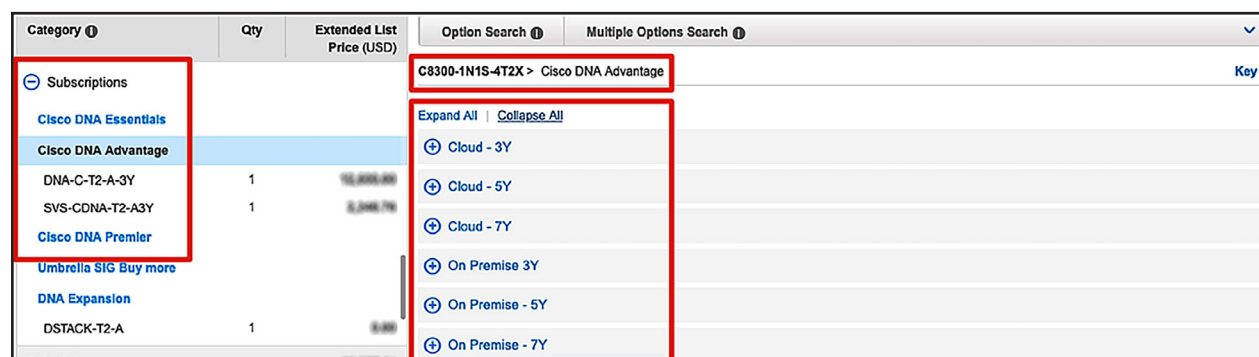 Category
Qty
Extended List
Price (USD)
Option Search
Multiple Options Search
Subscriptions
Cisco DNA Essentials
Cisco DNA Advantage
DNA-C-T2-A-3Y 1
SVS-CDNA-T2-A3Y 1
Cisco DNA Premier
Umbrella SIG Buy more
DNA Expansion
DSTACK-T2-A 1
C8300-1N1S-4T2X > Cisco DNA Advantage
Key
Expand All | Collapse All
Cloud - 3Y
Cloud - 5Y
Cloud - 7Y
On Premise 3Y
On Premise - 5Y
On Premise - 7Y